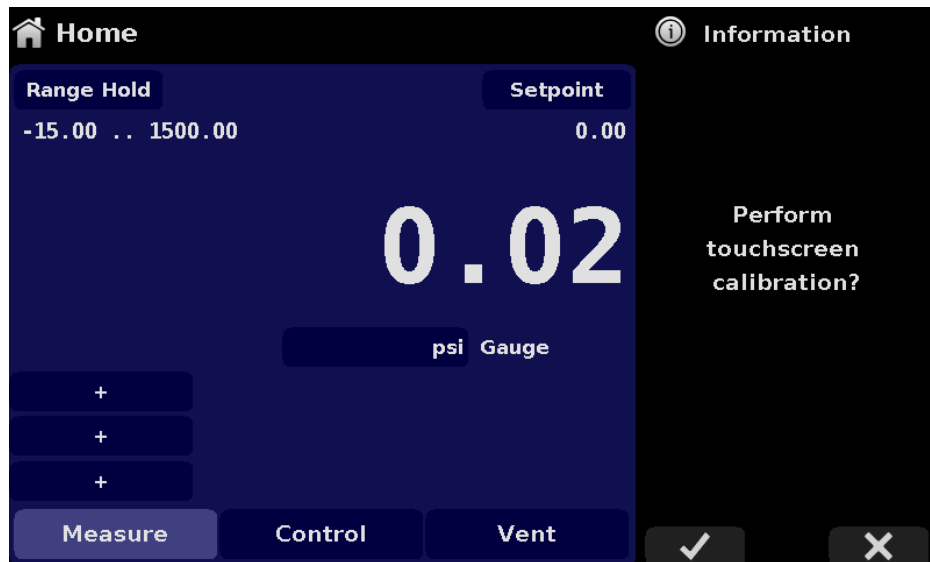 Home
Information
Range Hold
Setpoint
-15.00 .. 1500.00
0.00
0.02
psi Gauge
Perform
touchscreen
calibration?
+
+
+
Measure
Control
Vent